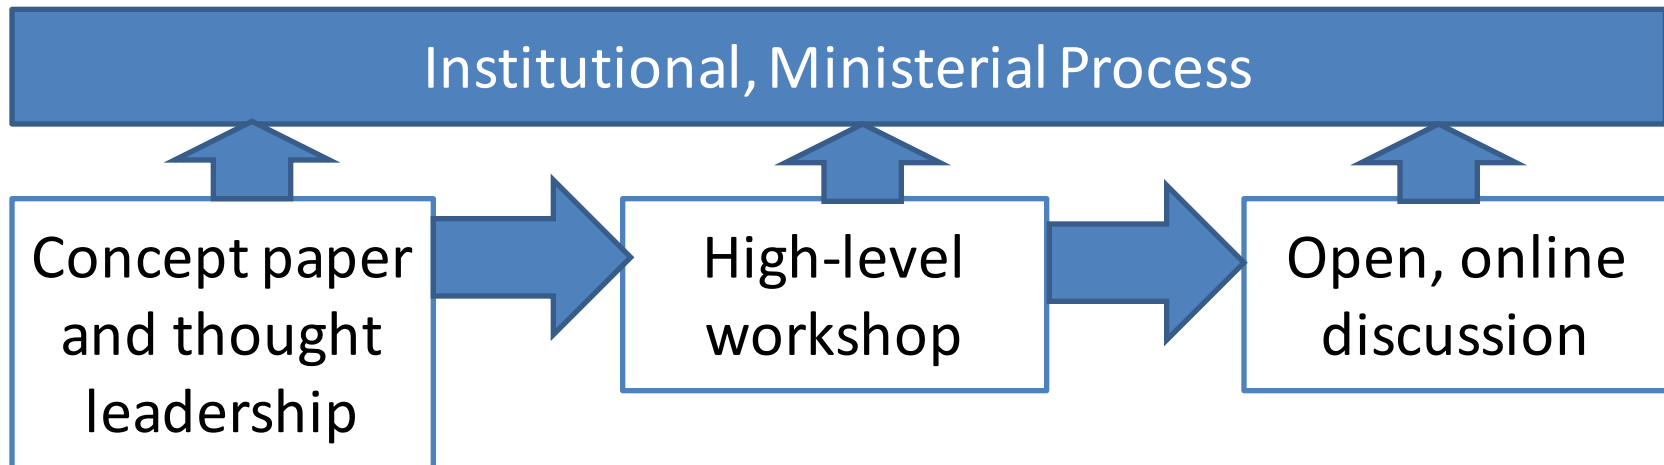 Institutional, Ministerial Process
Concept paper
and thought
leadership
High-level
workshop
Open, online
discussion